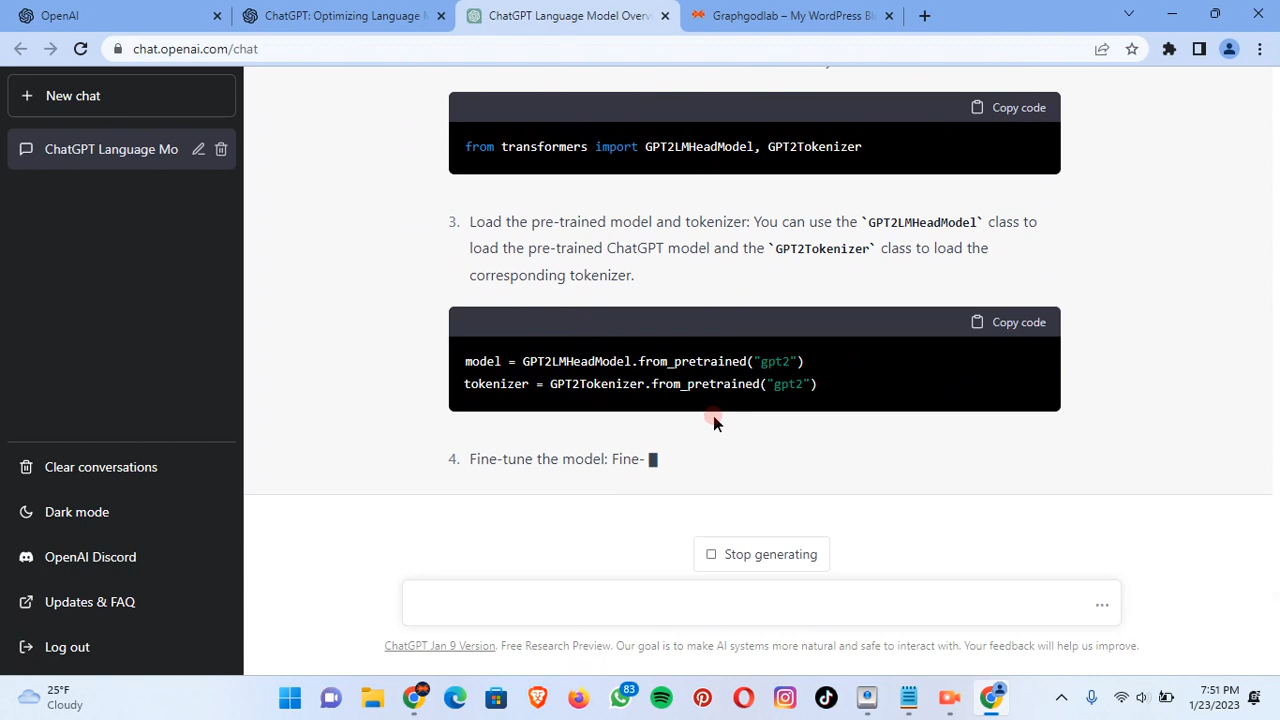 OpenAI
ChatGPT: Optimizing Language M
ChatGPT Language Model Overv
Graphgodlab – My WordPress Bl
chat.openai.com/chat
New chat
ChatGPT Language Mo
Copy code
from transformers import GPT2LMHeadModel, GPT2Tokenizer
3. Load the pre-trained model and tokenizer: You can use the `GPT2LMHeadModel` class to
load the pre-trained ChatGPT model and the `GPT2Tokenizer` class to load the
corresponding tokenizer.
Copy code
model = GPT2LMHeadModel.from_pretrained("gpt2")
tokenizer = GPT2Tokenizer.from_pretrained("gpt2")
4. Fine-tune the model: Fine-
Clear conversations
Dark mode
OpenAI Discord
Updates & FAQ
Log out
Stop generating
ChatGPT Jan 9 Version. Free Research Preview. Our goal is to make AI systems more natural and safe to interact with. Your feedback will help us improve.
25°F
Cloudy
83
7:51 PM
1/23/2023